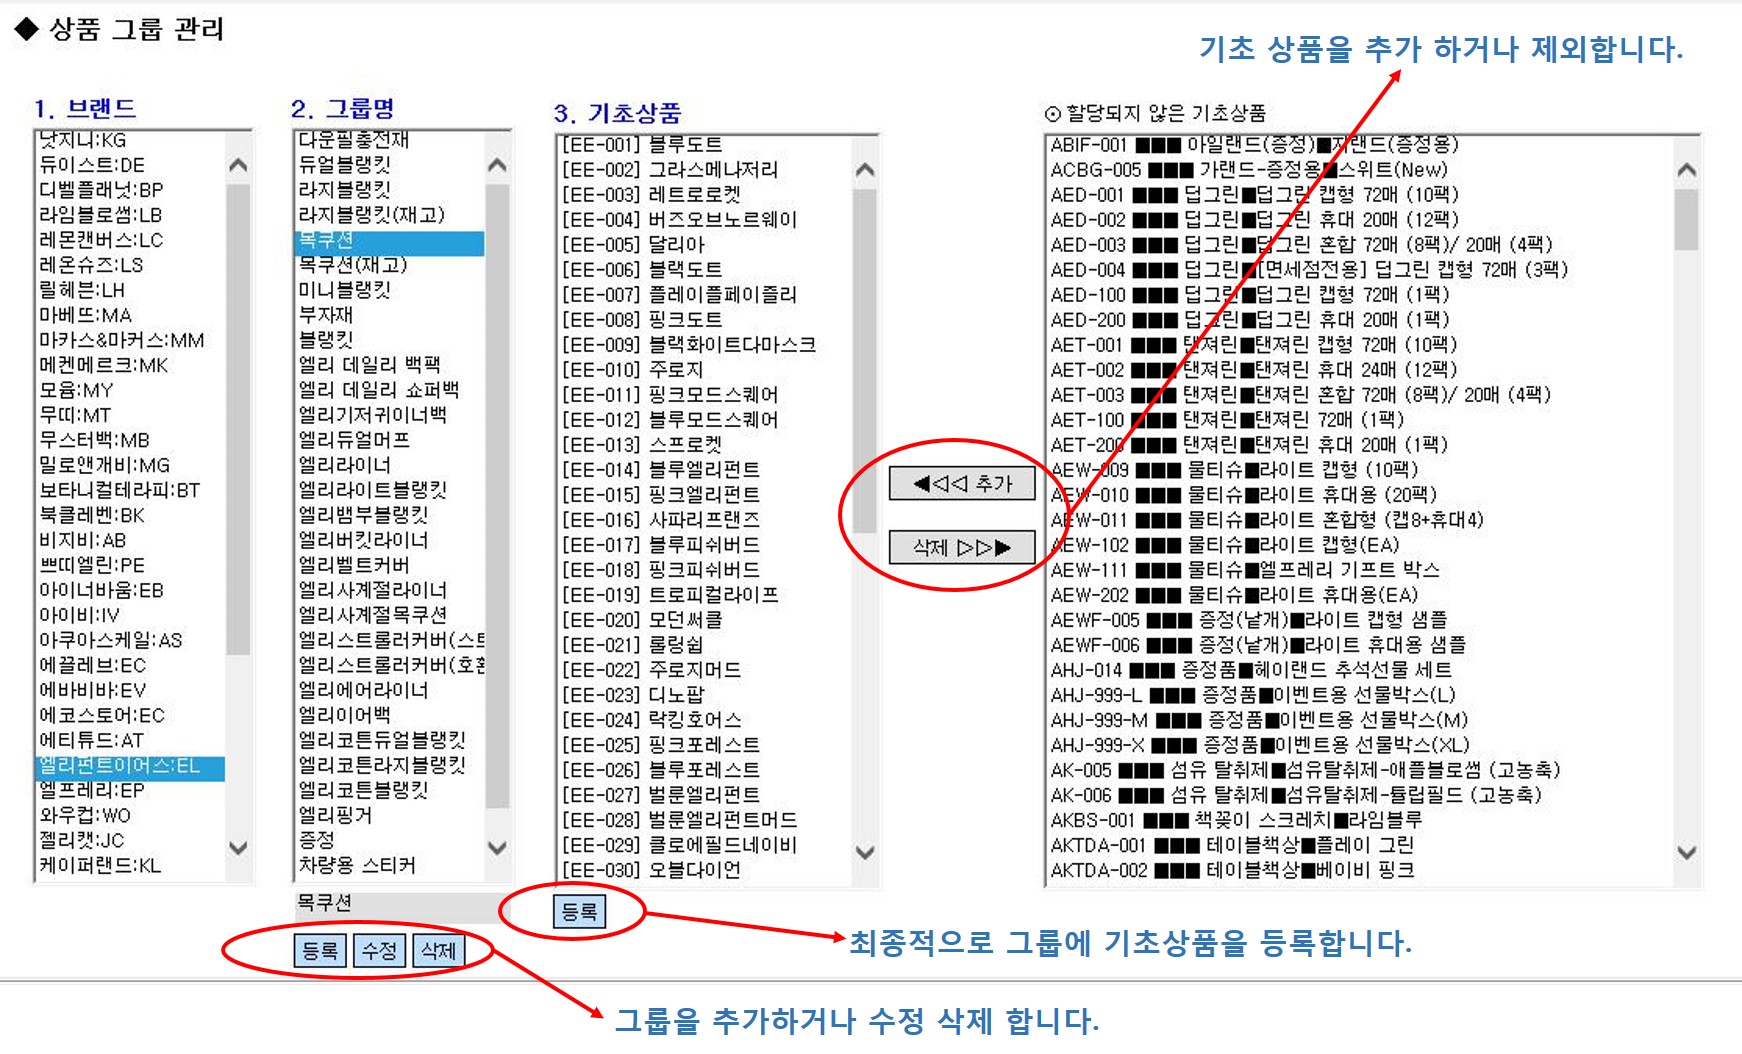 ◆ 상품 그룹 관리
기초 상품을 추가 하거나 제외합니다.
1. 브랜드
낫지니:KG
듀이스트:DE
디벨플래닛:BP
라임블로썸:LB
레몬캔버스:LC
레온슈즈:LS
릴헤븐:LH
마베뜨:MA
마카스&마커스:MM
메켄메르크:MK
모윰:MY
무띠:MT
무스터백:MB
밀로앤개비:MG
보타니컬테라피:BT
북클레벤:BK
비지비:AB
쁘띠엘린:PE
아이너바움:EB
아이비:IV
아쿠아스케일:AS
에끌레브:EC
에바비바:EV
에코스토어:EC
에티튜드:AT
엘리펀트이어스:EL
엘프레리:EP
와우컵:WO
젤리캣:JC
케이퍼랜드:KL
2. 그룹명
다운필충전재
듀얼블랭킷
라지블랭킷
라지블랭킷(재고)
목쿠션
목쿠션(재고)
미니블랭킷
부자재
블랭킷
엘리 데일리 백팩
엘리 데일리 쇼퍼백
엘리기저귀이너백
엘리듀얼머프
엘리라이너
엘리라이트블랭킷
엘리뱀부블랭킷
엘리버킷라이너
엘리벨트커버
엘리사계절라이너
엘리사계절목쿠션
엘리스트롤러커버(스트
엘리스트롤러커버(호환
엘리에어라이너
엘리이어백
엘리코튼듀얼블랭킷
엘리코튼라지블랭킷
엘리코튼블랭킷
엘리핑거
증정
차량용 스티커
목쿠션
등록 수정 삭제
3. 기초상품
[EE-001] 블루도트
[EE-002] 그라스메나저리
[EE-003] 레트로로켓
[EE-004] 버즈오브노르웨이
[EE-005] 달리아
[EE-006] 블랙도트
[EE-007] 플레이플페이즐리
[EE-008] 핑크도트
[EE-009] 블랙화이트다마스크
[EE-010] 주로지
[EE-011] 핑크모드스퀘어
[EE-012] 블루모드스퀘어
[EE-013] 스프로켓
[EE-014] 블루엘리펀트
[EE-015] 핑크엘리펀트
[EE-016] 사파리프랜즈
[EE-017] 블루피쉬버드
[EE-018] 핑크피쉬버드
[EE-019] 트로피컬라이프
[EE-020] 모던써클
[EE-021] 롤링쉽
[EE-022] 주로지머드
[EE-023] 디노팝
[EE-024] 락킹호어스
[EE-025] 핑크포레스트
[EE-026] 블루포레스트
[EE-027] 벌룬엘리펀트
[EE-028] 벌룬엘리펀트머드
[EE-029] 클로에필드네이비
[EE-030] 오블다이언
등록
◀◁◁ 추가
삭제 ▷▷▶
⊙ 할당되지 않은 기초상품
ABIF-001 ■■■ 아일랜드(증정)■지랜드(증정용)
ACBG-005 ■■■ 가랜드-증정용■스위트(New)
AED-001 ■■■ 덥그린■덥그린 캡형 72매 (10팩)
AED-002 ■■■ 덥그린■덥그린 휴대 20매 (12팩)
AED-003 ■■■ 덥그린■덥그린 혼합 72매 (8팩)/ 20매 (4팩)
AED-004 ■■■ 덥그린■[면세점전용] 덥그린 캡형 72매 (3팩)
AED-100 ■■■ 덥그린■덥그린 캡형 72매 (1팩)
AED-200 ■■■ 덥그린■덥그린 휴대 20매 (1팩)
AET-001 ■■■ 탠져린■탠져린 캡형 72매 (10팩)
AET-002 ■■■ 탠져린■탠져린 휴대 24매 (12팩)
AET-003 ■■■ 탠져린■탠져린 혼합 72매 (8팩)/ 20매 (4팩)
AET-100 ■■■ 탠져린■탠져린 72매 (1팩)
AET-200 ■■■ 탠져린■탠져린 휴대 20매 (1팩)
AEW-009 ■■■ 물티슈■라이트 캡형 (10팩)
AEW-010 ■■■ 물티슈■라이트 휴대용 (20팩)
AEW-011 ■■■ 물티슈■라이트 혼합형 (캡8+휴대4)
AEW-102 ■■■ 물티슈■라이트 캡형(EA)
AEW-111 ■■■ 물티슈■엘프레리 기프트 박스
AEW-202 ■■■ 물티슈■라이트 휴대용(EA)
AEWF-005 ■■■ 증정(낱개)■라이트 캡형 샘플
AEWF-006 ■■■ 증정(낱개)■라이트 휴대용 샘플
AHJ-014 ■■■ 증정품■헤이랜드 추석선물 세트
AHJ-999-L ■■■ 증정품■이벤트용 선물박스(L)
AHJ-999-M ■■■ 증정품■이벤트용 선물박스(M)
AHJ-999-X ■■■ 증정품■이벤트용 선물박스(XL)
AK-005 ■■■ 섬유 탈취제■섬유탈취제-애플블로썸 (고농축)
AK-006 ■■■ 섬유 탈취제■섬유탈취제-튤립필드 (고농축)
AKBS-001 ■■■ 책꽂이 스크레치■라임블루
AKTDA-001 ■■■ 테이블책상■플레이 그린
AKTDA-002 ■■■ 테이블책상■베이비 핑크
최종적으로 그룹에 기초상품을 등록합니다.
그룹을 추가하거나 수정 삭제 합니다.